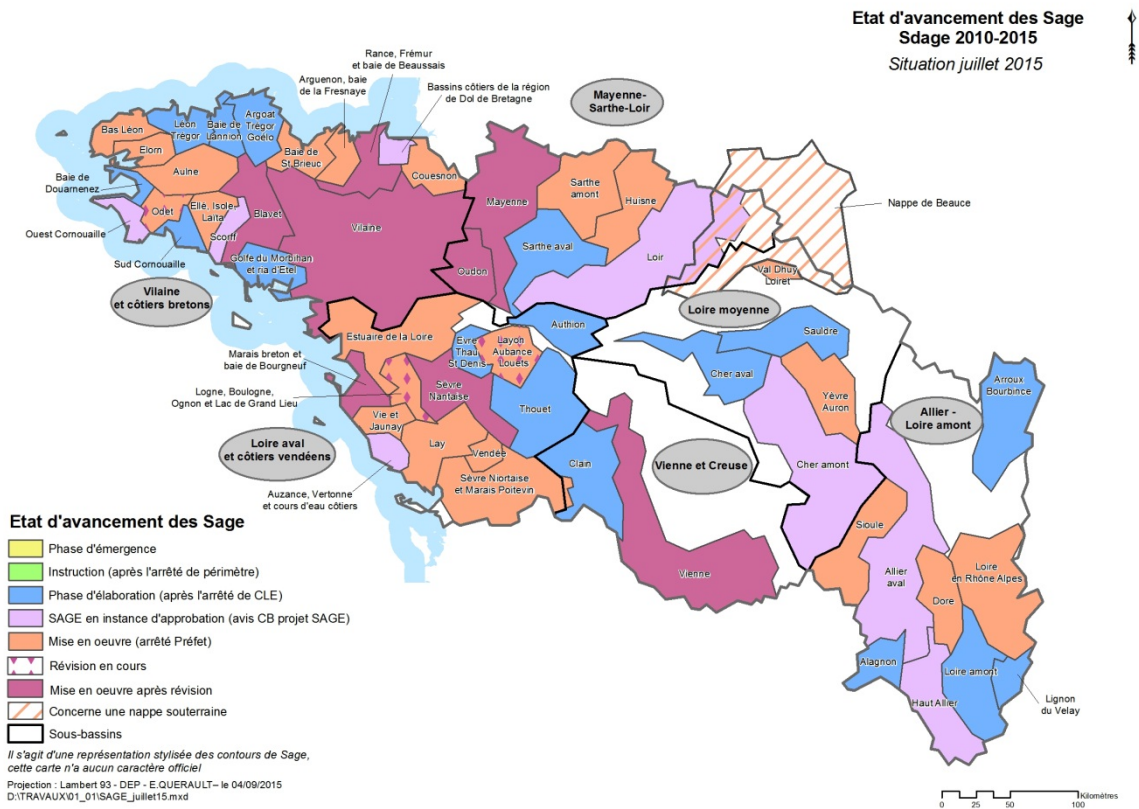 Etat d'avancement des Sage
Sdage 2010-2015
Situation juillet 2015
Rance, Frémur
et baie de Beaussais
Arguenon, baie
de la Fresnaye
Bassins côtiers de la région
de Dol de Bretagne
Mayenne-
Sarthe-Loir
Bas Léon
Léon
Trégor
Baie de
Lannion
Argoat
Trégor
Goëlo
Elorn
Baie de
St Brieuc
Couesnon
Aulne
Baie de
Douarnenez
Odet
Ellé, Isole-
Laïta
Scorff
Blavet
Vilaine
Mayenne
Oudon
Sarthe
amont
Huisne
Sarthe aval
Loir
Nappe de Beauce
Ouest Cornouaille
Sud Cornouaille
Golfe du Morbihan
et ria d'Etel
Vilaine
et côtiers bretons
Val Dhuy
Loiret
Loire moyenne
Estuaire de la Loire
Authion
Sauldre
Evre
Thau
St Denis
Layon
Aubance
Louets
Marais breton et
baie de Bourgneuf
Cher aval
Yèvre
Auron
Arroux
Bourbince
Logne, Boulogne,
Ognon et Lac de Grand Lieu
Sèvre
Nantaise
Thouet
Vie et
Jaunay
Lay
Vendée
Allier -
Loire amont
Loire aval
et côtiers vendéens
Clain
Vienne et Creuse
Cher amont
Sèvre Niortaise
et Marais Poitevin
Auzance, Vertonne
et cours d'eau côtiers
Sioule
Vienne
Allier
aval
Loire
en Rhône Alpes
Dore
Alagnon
Loire amont
Haut Allier
Lignon
du Velay
Etat d'avancement des Sage
Phase d'émergence
Instruction (après l'arrêté de périmètre)
Phase d'élaboration (après l'arrêté de CLE)
SAGE en instance d'approbation (avis CB projet SAGE)
Mise en oeuvre (arrêté Préfet)
Révision en cours
Mise en oeuvre après révision
Concerne une nappe souterraine
Sous-bassins
Il s'agit d'une représentation stylisée des contours de Sage,
cette carte n'a aucun caractère officiel
Projection : Lambert 93 - DEP - E.QUERAULT– le 04/09/2015
D:\TRAVAUX\01_01\SAGE_juillet15.mxd
Kilomètres
0 25 50 100